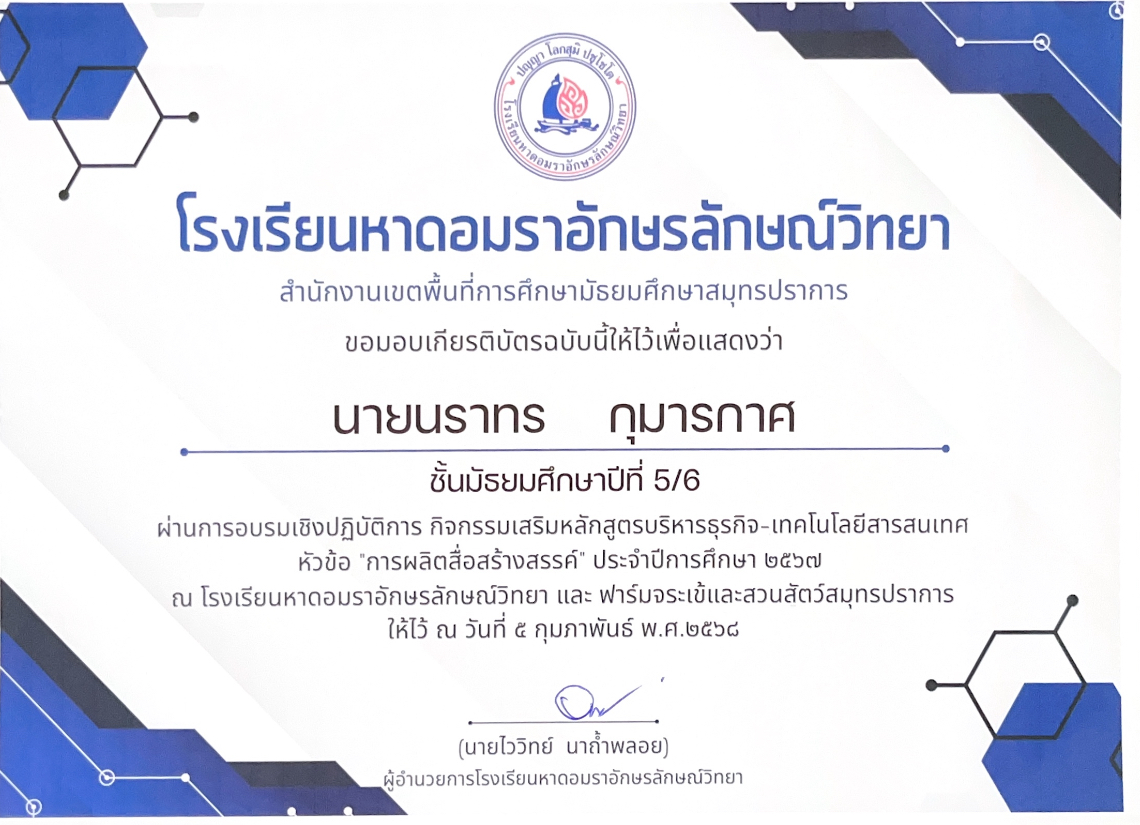 ปญฺญา โลกสฺมิ ปชฺโชโต
โรงเรียนหาดอมราอักษรลักษณ์วิทยา
โรงเรียนหาดอมราอักษรลักษณ์วิทยา
สำนักงานเขตพื้นที่การศึกษามัธยมศึกษาสมุทรปราการ
ขอมอบเกียรติบัตรฉบับนี้ให้ไว้เพื่อแสดงว่า
นายนราทร กุมารกาศ
ชั้นมัธยมศึกษาปีที่ 5/6
ผ่านการอบรมเชิงปฏิบัติการ กิจกรรมเสริมหลักสูตรบริหารธุรกิจ-เทคโนโลยีสารสนเทศ
หัวข้อ "การผลิตสื่อสร้างสรรค์" ประจำปีการศึกษา ๒๕๖๗
ณ โรงเรียนหาดอมราอักษรลักษณ์วิทยา และ ฟาร์มจระเข้และสวนสัตว์สมุทรปราการ
ให้ไว้ ณ วันที่ ๕ กุมภาพันธ์ พ.ศ.๒๕๖๘
(นายไววิทย์ นาถ้ำพลอย)
ผู้อำนวยการโรงเรียนหาดอมราอักษรลักษณ์วิทยา